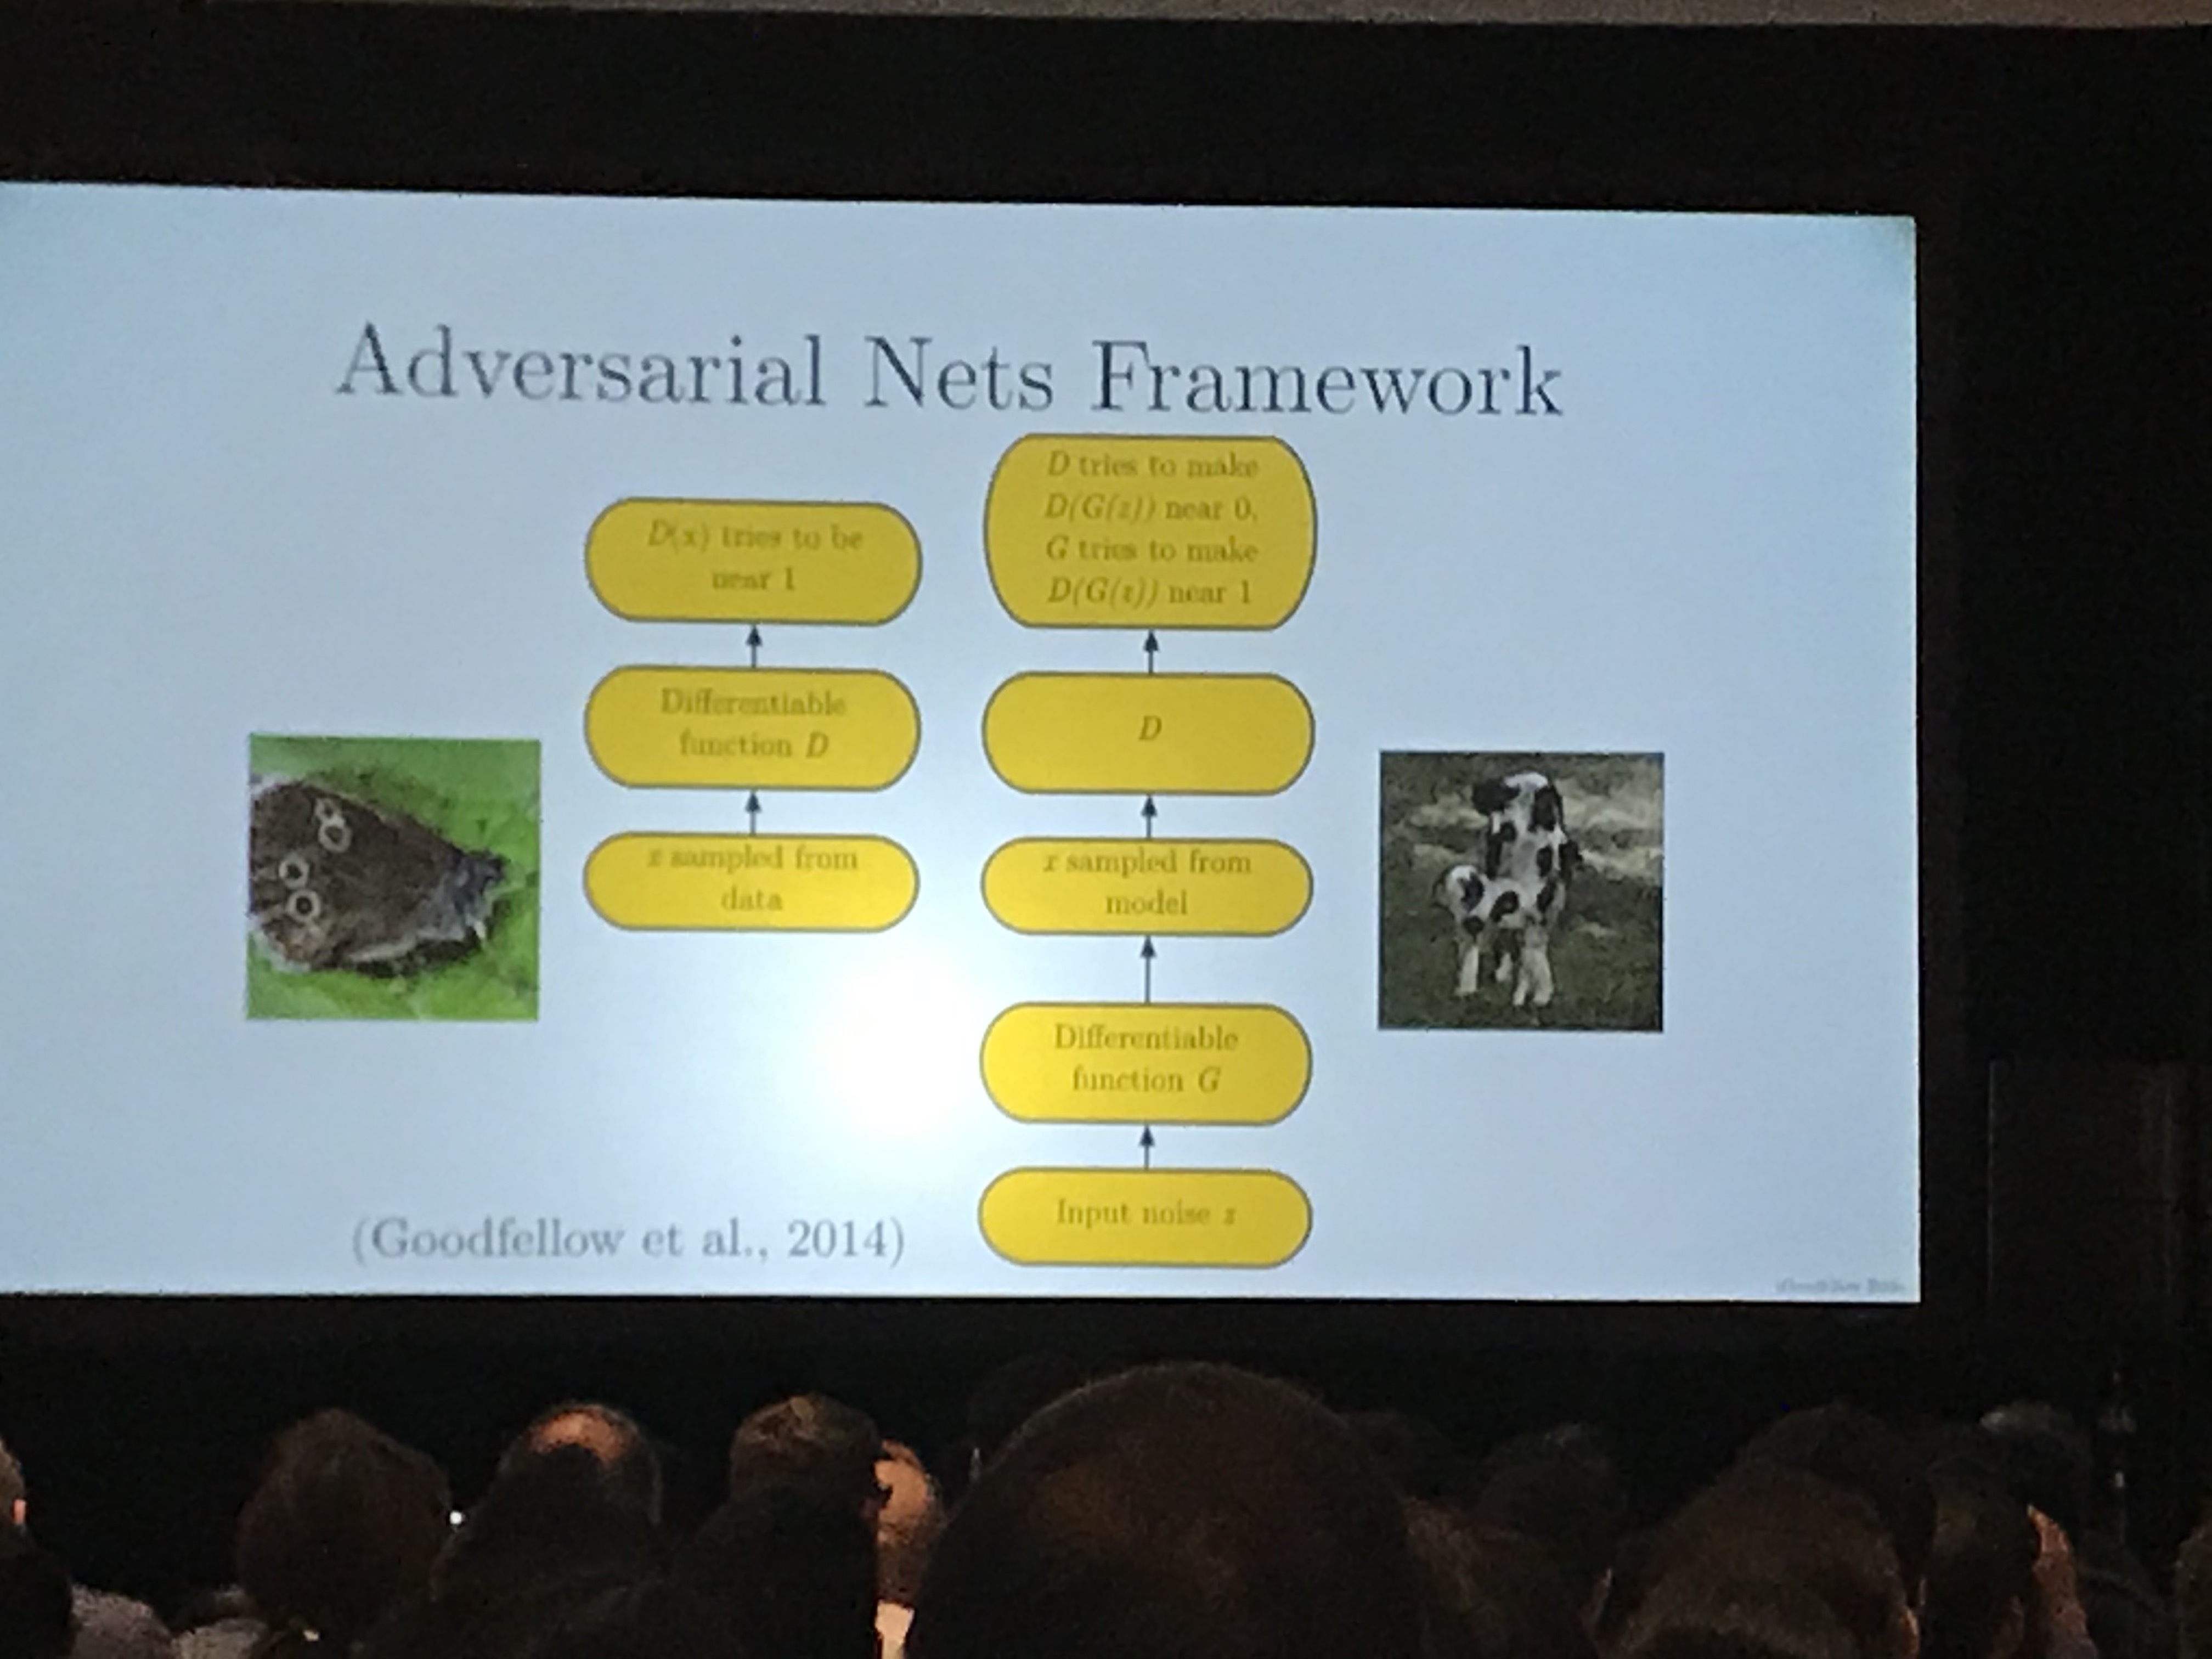 Adversarial Nets Framework
D(x) tries to be
near 1
Differentiable
function D
x sampled from
data
D tries to make
D(G(z)) near 0,
G tries to make
D(G(z)) near 1
D
x sampled from
model
Differentiable
function G
Input noise z
(Goodfellow et al., 2014)